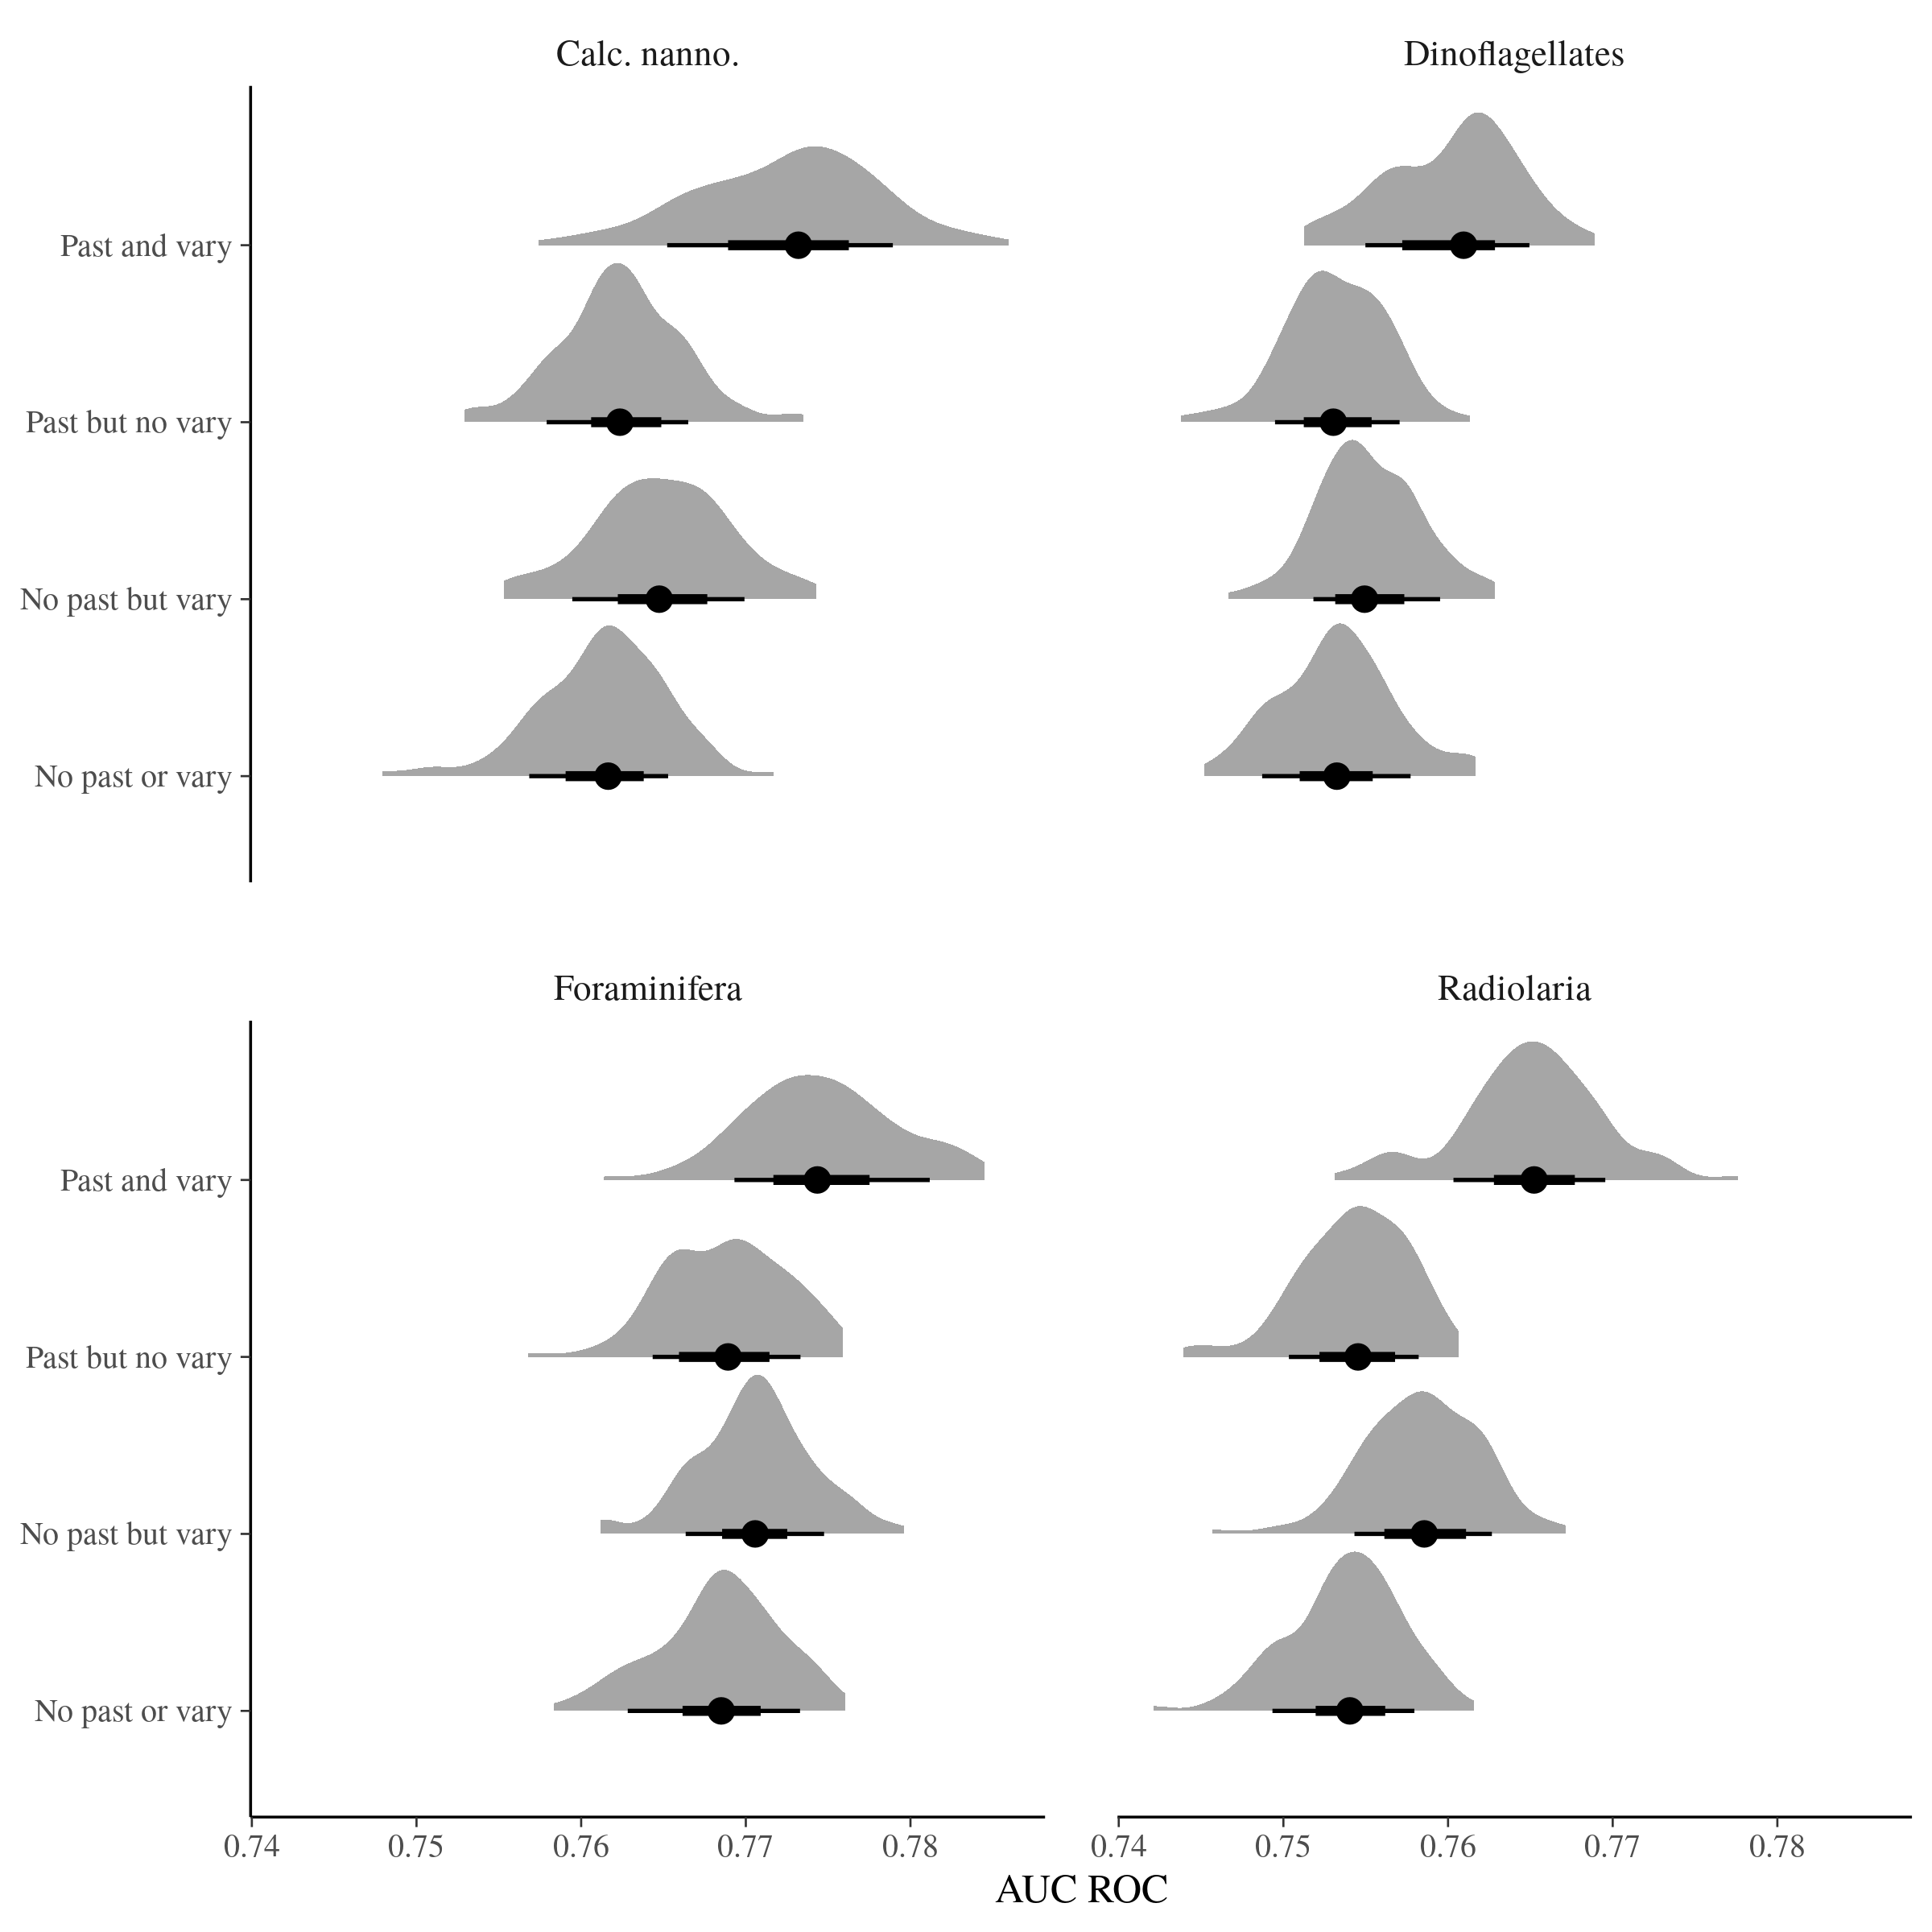 Calc. nanno.
Dinoflagellates
Past and vary
Past but no vary
No past but vary
No past or vary
Foraminifera
Radiolaria
Past and vary
Past but no vary
No past but vary
No past or vary
0.74 0.75 0.76 0.77 0.78
0.74 0.75 0.76 0.77 0.78
AUC ROC